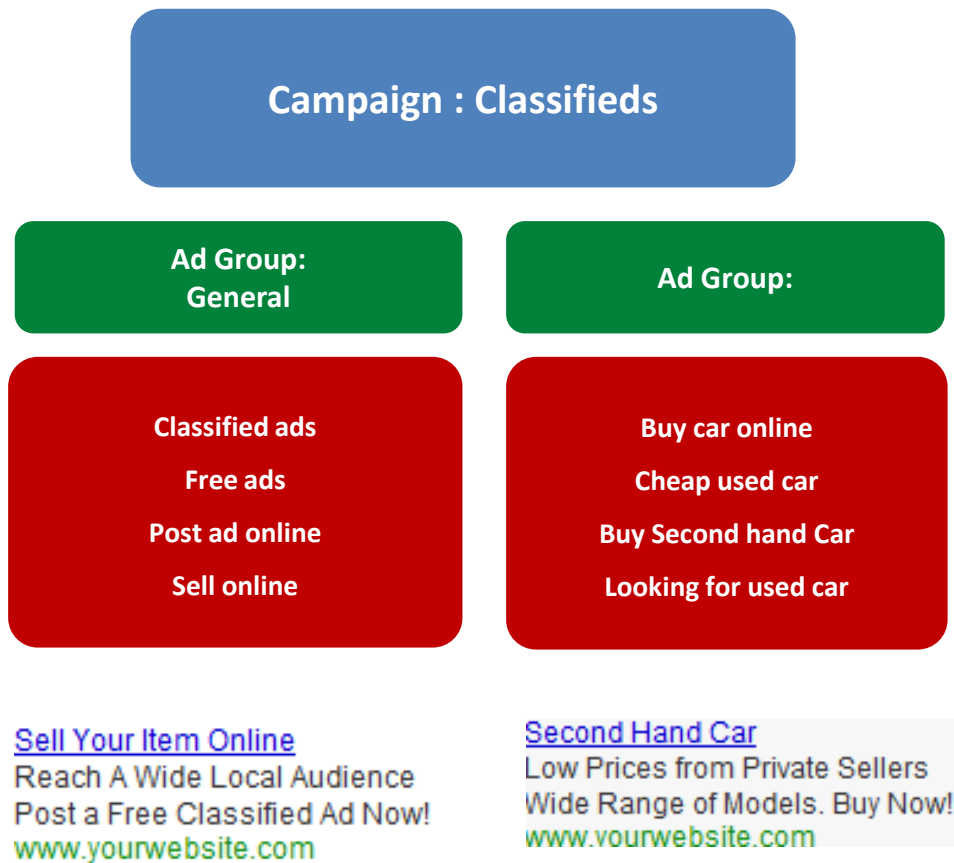 Campaign : Classifieds
Ad Group:
General
Ad Group:
Classified ads
Free ads
Post ad online
Sell online
Buy car online
Cheap used car
Buy Second hand Car
Looking for used car
Sell Your Item Online
Reach A Wide Local Audience
Post a Free Classified Ad Now!
www.yourwebsite.com
Second Hand Car
Low Prices from Private Sellers
Wide Range of Models. Buy Now!
www.yourwebsite.com